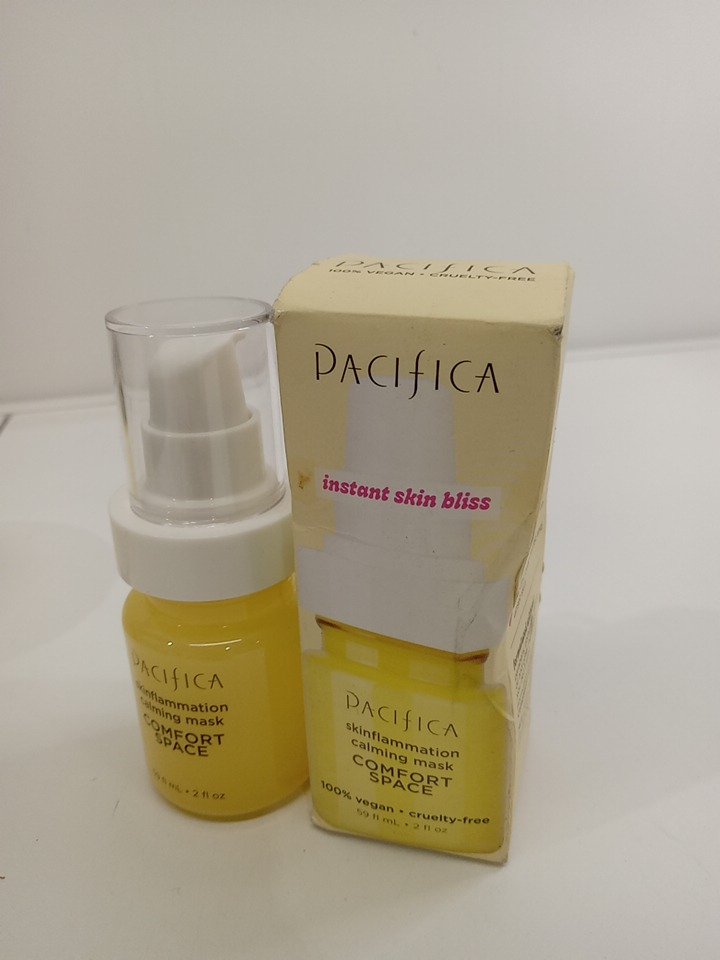 PACIFICA
100% VEGAN • CRUELTY-FREE
PACIFICA
instant skin bliss
PACIFICA
skinflammation
calming mask
COMFORT
SPACE
100% vegan • cruelty-free
59 fl mL • 2 fl oz
PACIFICA
skinflammation
calming mask
COMFORT
SPACE
59 fl mL • 2 fl oz